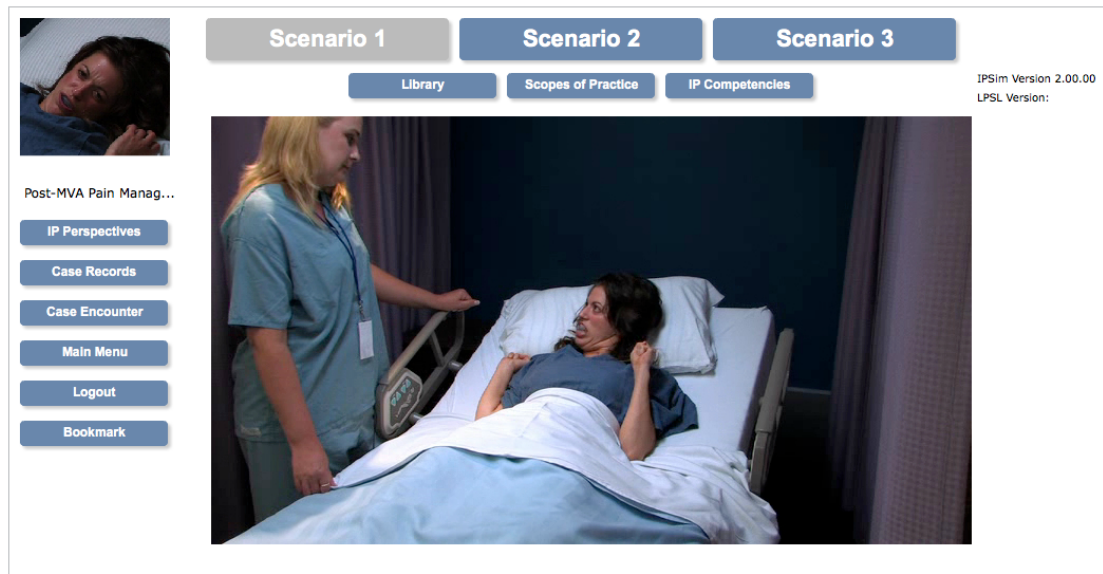 Scenario 1
Scenario 2
Scenario 3
Library
Scopes of Practice
IP Competencies
IPSim Version 2.00.00
LPSL Version:
Post-MVA Pain Manag...
IP Perspectives
Case Records
Case Encounter
Main Menu
Logout
Bookmark